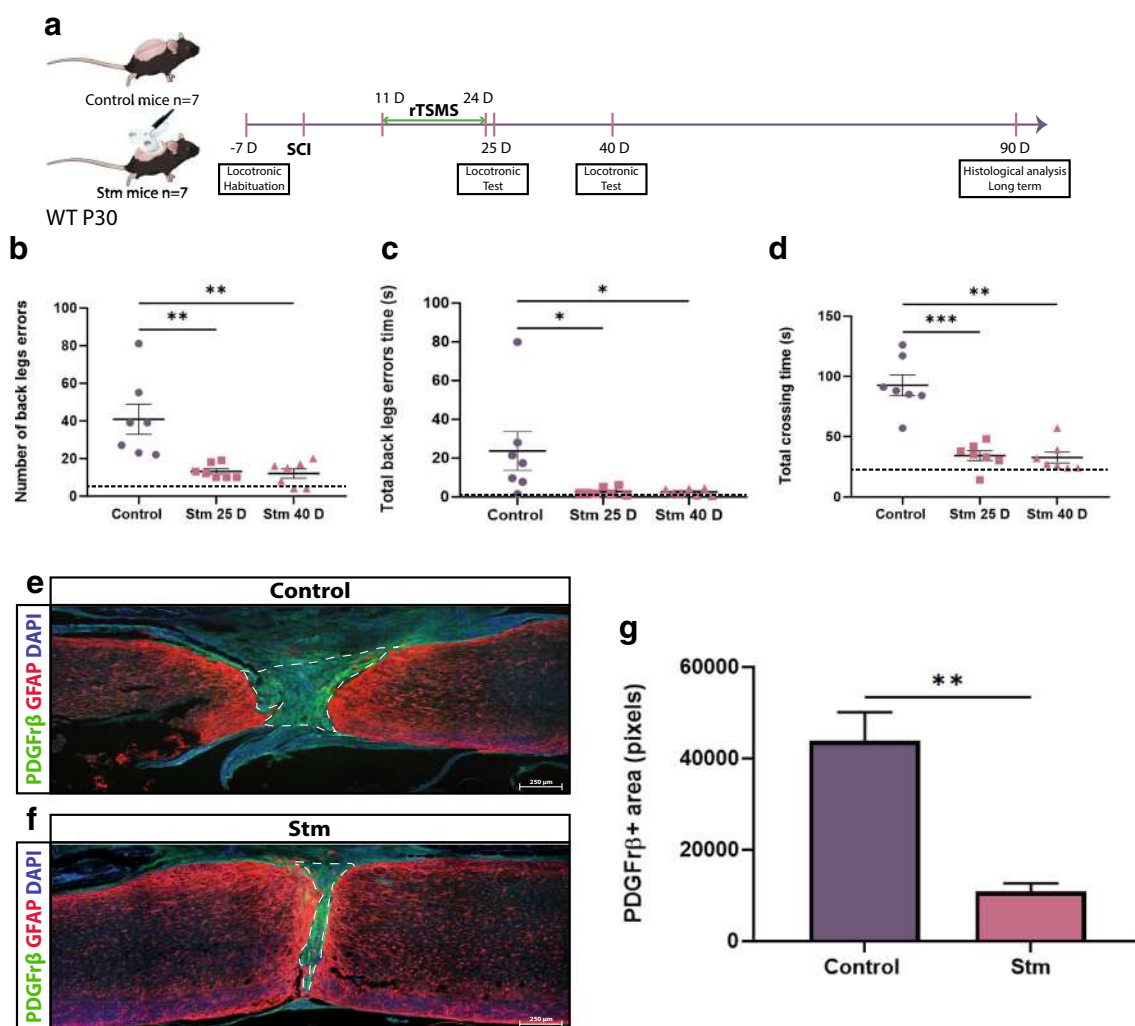 a
Control mice n=7
Stm mice n=7
WT P30
11 D
24 D
rTSMS
-7 D
SCI
25 D
40 D
90 D
Locotronic
Habituation
Locotronic
Test
Locotronic
Test
Histological analysis
Long term
b
Number of back legs errors
100
80
60
40
20
0
**
**
Control
Stm 25 D
Stm 40 D
c
Total back legs errors time (s)
100
80
60
40
20
0
*
*
Control
Stm 25 D
Stm 40 D
d
Total crossing time (s)
150
100
50
0
**
***
Control
Stm 25 D
Stm 40 D
e
Control
PDGFrβ GFAP DAPI
250 µm
f
Stm
PDGFrβ GFAP DAPI
250 µm
g
PDGFrβ+ area (pixels)
60000
40000
20000
0
**
Control
Stm